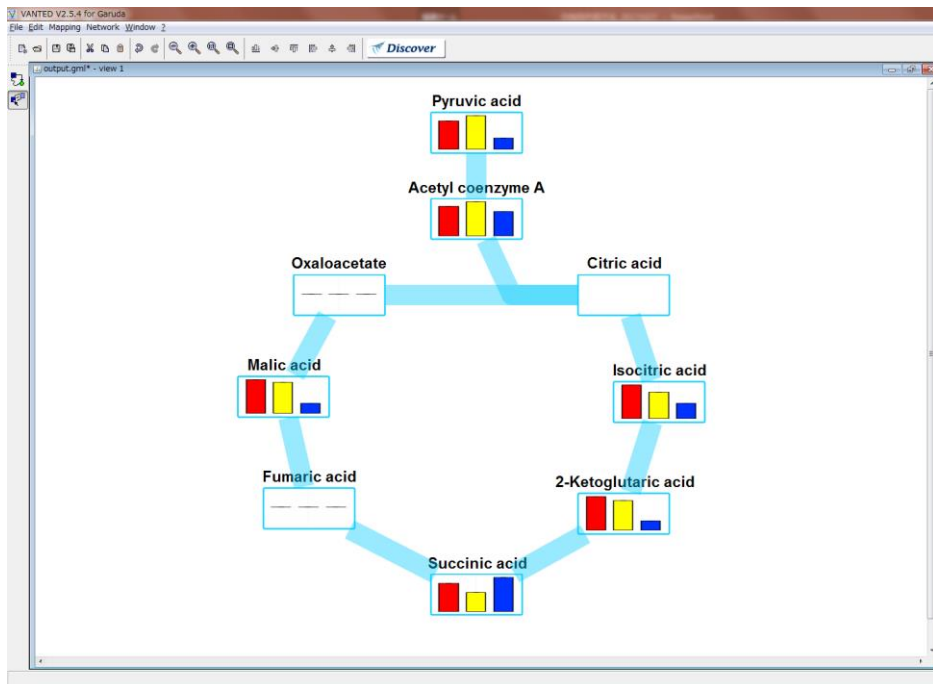 VANTED V2.5.4 for Garuda
File Edit Mapping Network Window ?
Discover
output.gml* - view 1
Pyruvic acid
Acetyl coenzyme A
Oxaloacetate
Citric acid
Malic acid
Isocitric acid
Fumaric acid
2-Ketoglutaric acid
Succinic acid